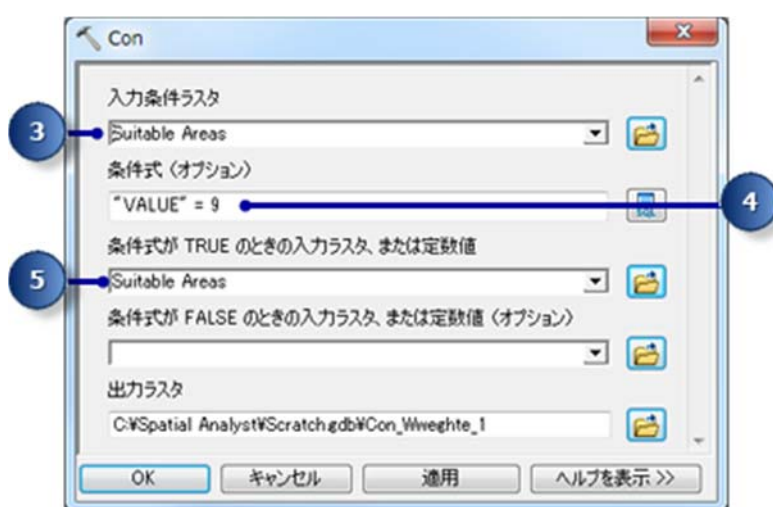 Con
入力条件ラスタ
3
Suitable Areas
条件式（オプション）
"VALUE" = 9
4
SQL
条件式が TRUE のときの入力ラスタ、または定数値
5
Suitable Areas
条件式が FALSE のときの入力ラスタ、または定数値（オプション）
出力ラスタ
C:¥Spatial Analyst¥Scratch.gdb¥Con_Wweghte_1
OK
キャンセル
適用
ヘルプを表示 >>